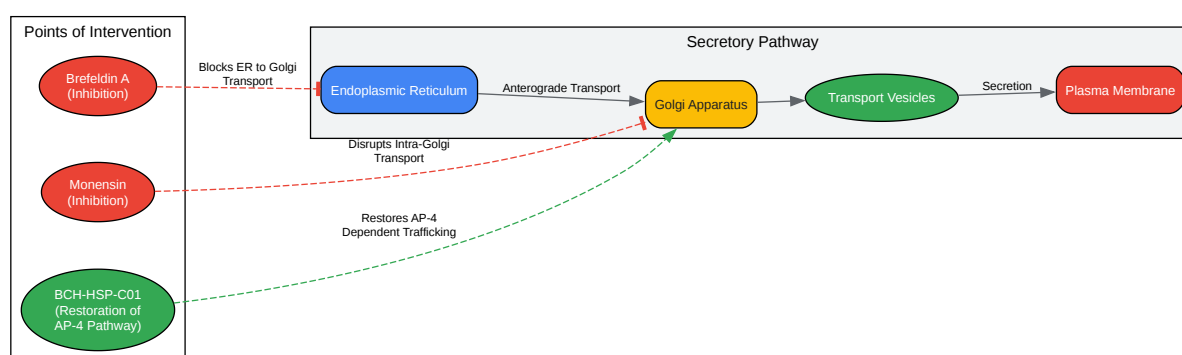 Points of Intervention
Brefeldin A
(Inhibition)
Monensin
(Inhibition)
BCH-HSP-C01
(Restoration of
AP-4 Pathway)
Blocks ER to Golgi
Transport
Disrupts Intra-Golgi
Transport
Restores AP-4
Dependent Trafficking
Secretory Pathway
Endoplasmic Reticulum
Anterograde Transport
Golgi Apparatus
Transport Vesicles
Secretion
Plasma Membrane